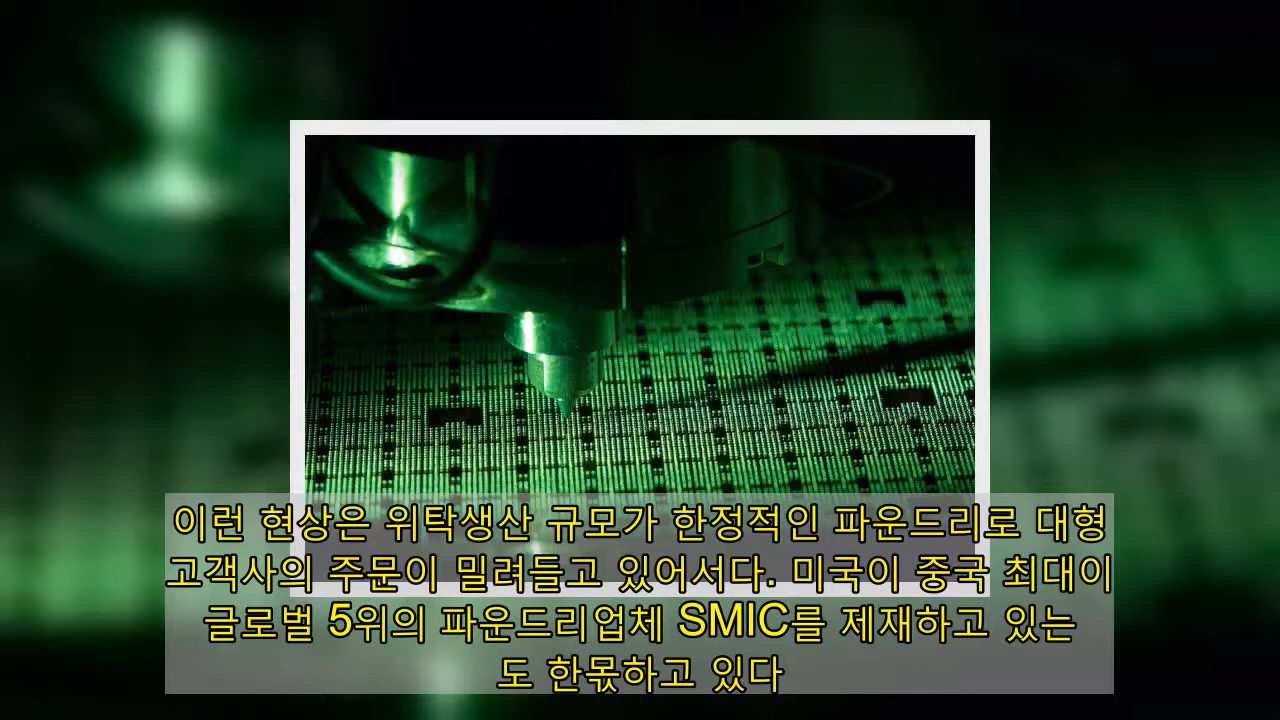 이런 현상은 위탁생산 규모가 한정적인 파운드리로 대형
고객사의 주문이 밀려들고 있어서다. 미국이 중국 최대이
글로벌 5위의 파운드리업체 SMIC를 제재하고 있는
도 한몫하고 있다